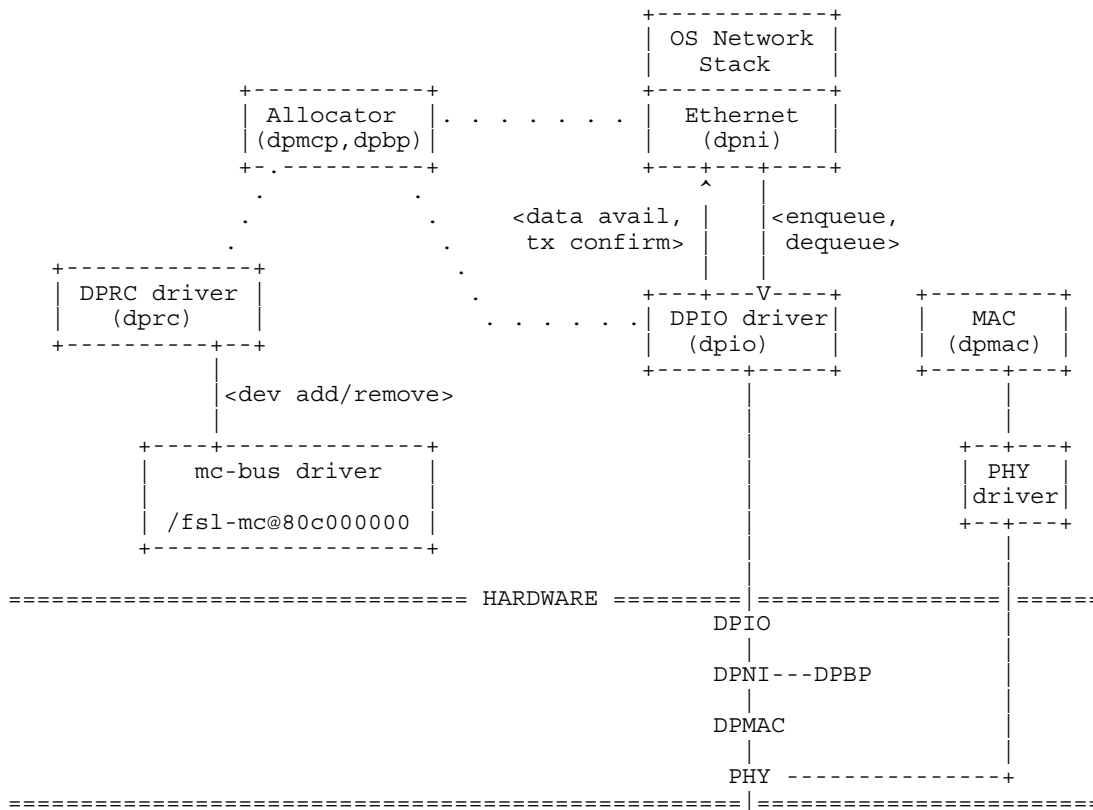 OS Network
Stack
Allocator
(dpmcp,dpbp)
Ethernet
(dpni)
<data avail,
tx confirm>
<enqueue,
dequeue>
DPRC driver
(dprc)
DPIO driver
(dpio)
MAC
(dpmac)
<dev add/remove>
mc-bus driver
/fsl-mc@80c000000
PHY
driver
HARDWARE
DPIO
DPNI---DPBP
DPMAC
PHY